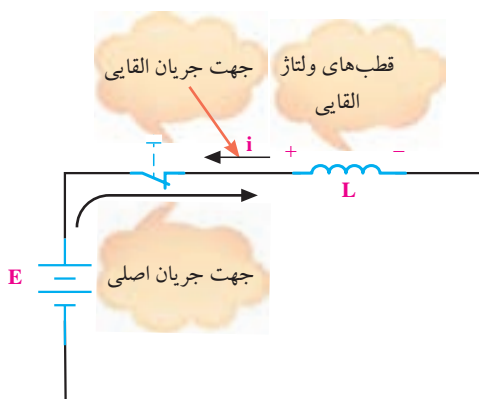 قطب‌های ولتاژ
القایی
جهت جریان القایی
i
+
−
L
E
جهت جریان اصلی